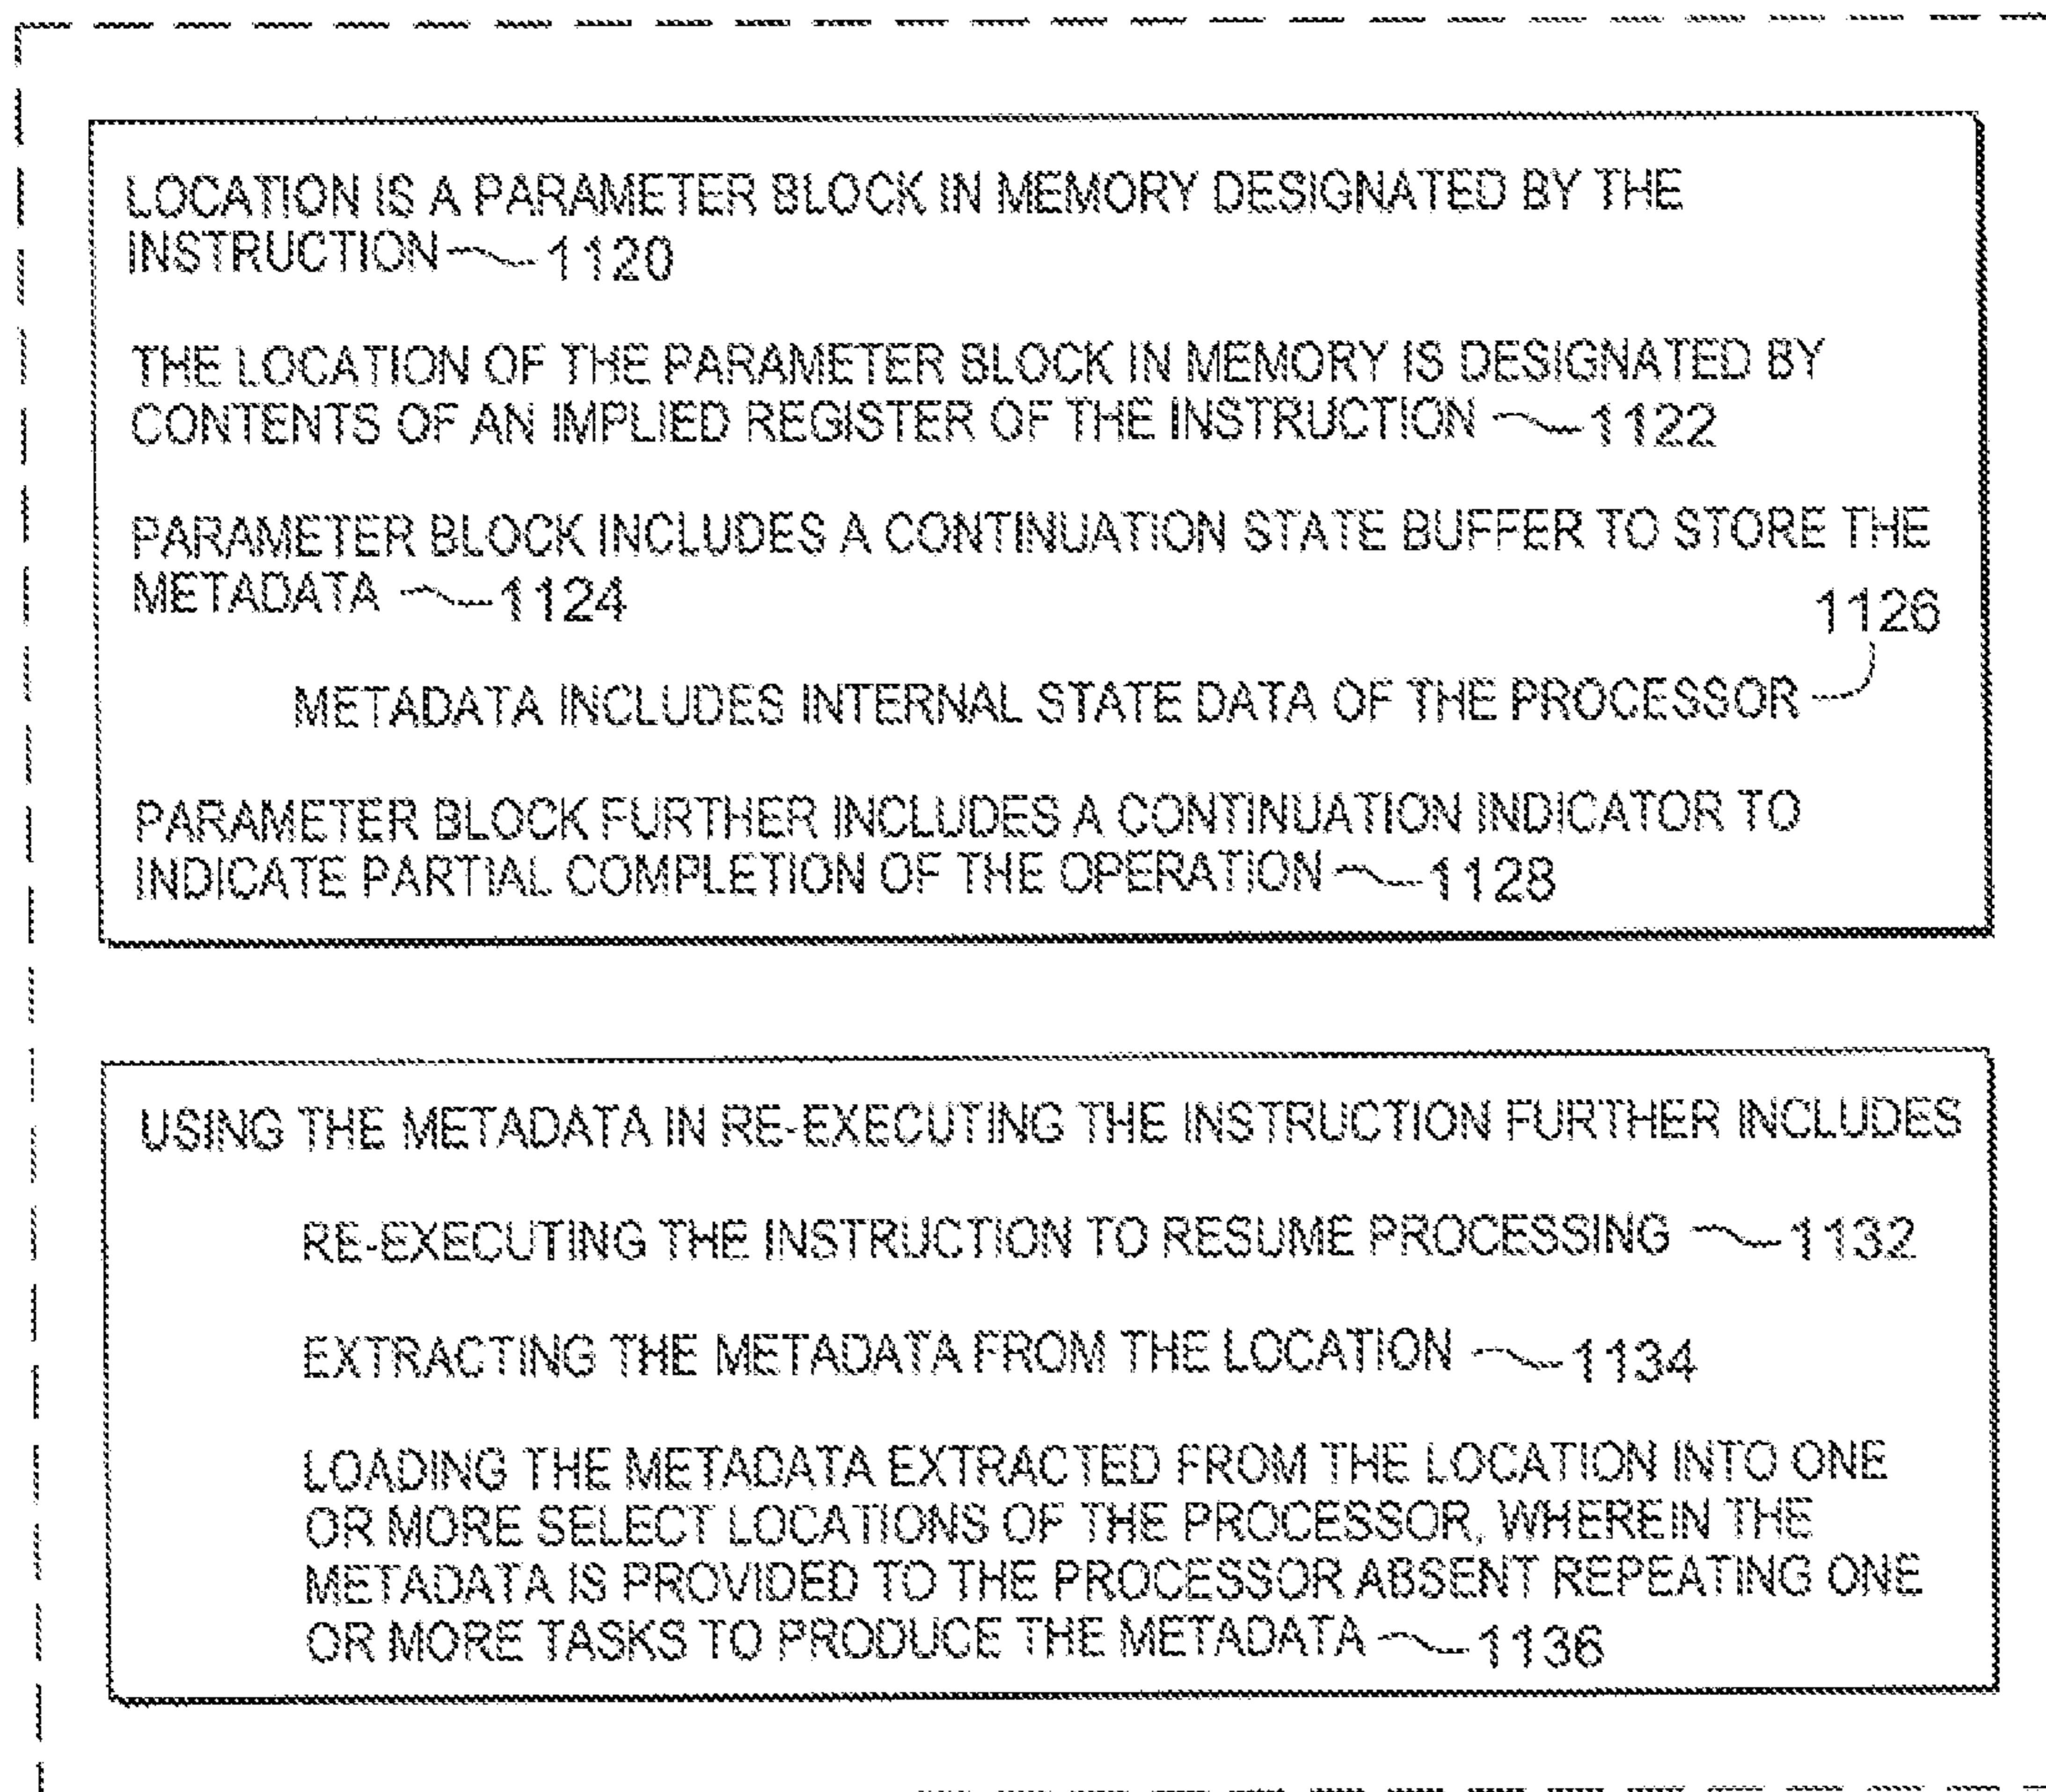 LOCATION IS A PARAMETER BLOCK IN MEMORY DESIGNATED BY THE
INSTRUCTION 1120
THE LOCATION OF THE PARAMETER BLOCK IN MEMORY IS DESIGNATED BY
CONTENTS OF AN IMPLIED REGISTER OF THE INSTRUCTION 1122
PARAMETER BLOCK INCLUDES A CONTINUATION STATE BUFFER TO STORE THE
METADATA 1124
1126
METADATA INCLUDES INTERNAL STATE DATA OF THE PROCESSOR
PARAMETER BLOCK FURTHER INCLUDES A CONTINUATION INDICATOR TO
INDICATE PARTIAL COMPLETION OF THE OPERATION 1128
USING THE METADATA IN RE-EXECUTING THE INSTRUCTION FURTHER INCLUDES
RE-EXECUTING THE INSTRUCTION TO RESUME PROCESSING 1132
EXTRACTING THE METADATA FROM THE LOCATION 1134
LOADING THE METADATA EXTRACTED FROM THE LOCATION INTO ONE
OR MORE SELECT LOCATIONS OF THE PROCESSOR, WHEREIN THE
METADATA IS PROVIDED TO THE PROCESSOR ABSENT REPEATING ONE
OR MORE TASKS TO PRODUCE THE METADATA 1136